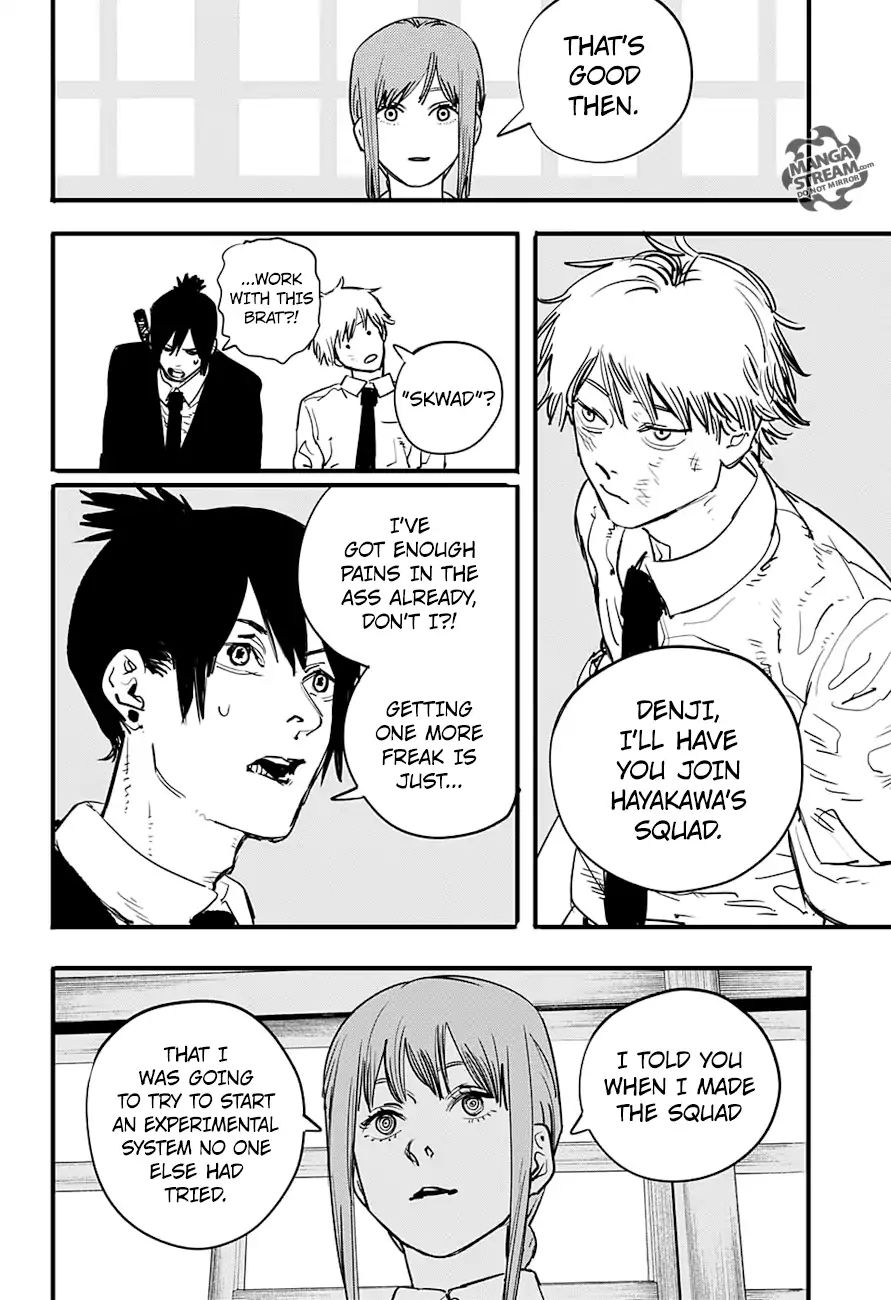 THAT'S
GOOD
THEN.
MANGA
STREAM.com
DO NOT MIRROR
DENJI,
I'LL HAVE
YOU JOIN
HAYAKAWA'S
SQUAD.
...WORK
WITH THIS
BRAT?!
"SKWAD"?
I'VE
GOT ENOUGH
PAINS IN THE
ASS ALREADY,
DON'T I?!
GETTING
ONE MORE
FREAK IS
JUST...
I TOLD YOU
WHEN I MADE
THE SQUAD
THAT I
WAS GOING
TO TRY TO START
AN EXPERIMENTAL
SYSTEM NO ONE
ELSE HAD
TRIED.